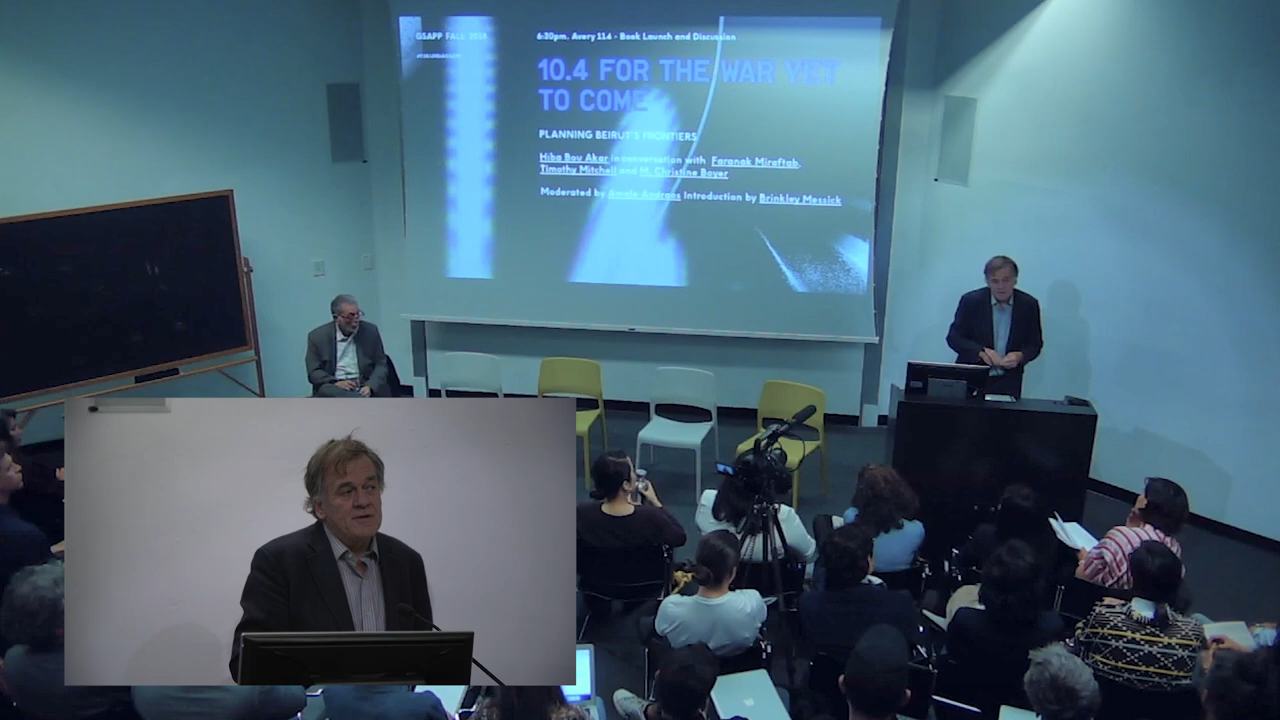 GSAPP FALL 2018
6:30pm, Avery 114 - Book Launch and Discussion
10.4 FOR THE WAR YET
TO COME
PLANNING BEIRUT'S FRONTIERS
Hiba Bou Akar in conversation with Faranak Miraftab,
Timothy Mitchell and M. Christine Boyer
Moderated by Amale Andraos Introduction by Brinkley Messick